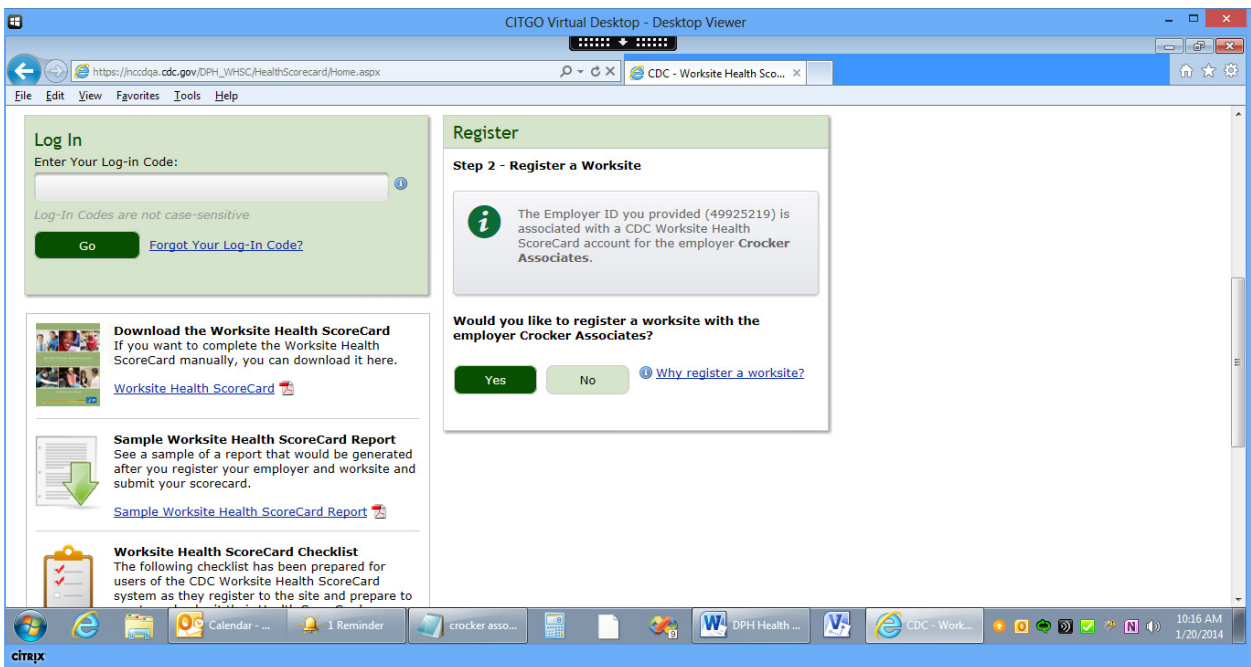 CITGO Virtual Desktop - Desktop Viewer
https://nccdqa.cdc.gov/DPH_WHSC/HealthScorecard/Home.aspx
CDC - Worksite Health Sco...
File Edit View Favorites Tools Help
Log In
Enter Your Log-in Code:
Log-In Codes are not case-sensitive
Go
Forgot Your Log-In Code?
Download the Worksite Health ScoreCard
If you want to complete the Worksite Health
ScoreCard manually, you can download it here.
Worksite Health ScoreCard
Sample Worksite Health ScoreCard Report
See a sample of a report that would be generated
after you register your employer and worksite and
submit your scorecard.
Sample Worksite Health ScoreCard Report
Worksite Health ScoreCard Checklist
The following checklist has been prepared for
users of the CDC Worksite Health ScoreCard
system as they register to the site and prepare to
Register
Step 2 - Register a Worksite
The Employer ID you provided (49925219) is
associated with a CDC Worksite Health
ScoreCard account for the employer Crocker
Associates.
Would you like to register a worksite with the
employer Crocker Associates?
Yes
No
Why register a worksite?
Calendar - ...
1 Reminder
crocker asso...
DPH Health ...
CDC - Work...
10:16 AM
1/20/2014
CITRIX